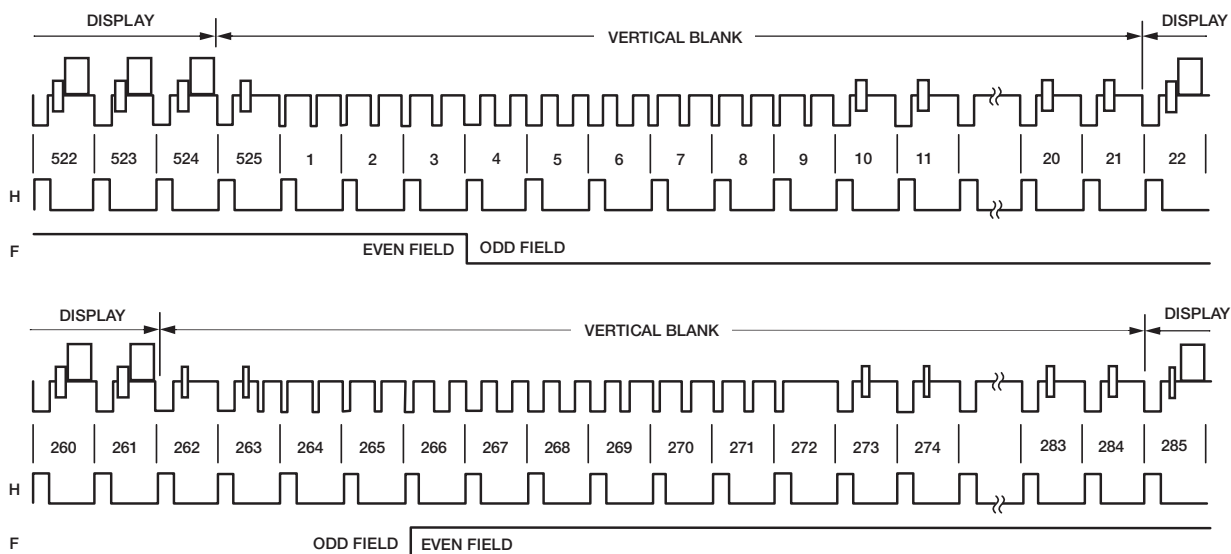 DISPLAY VERTICAL BLANK DISPLAY
522 523 524 525 1 2 3 4 5 6 7 8 9 10 11 20 21 22
H
EVEN FIELD ODD FIELD
F
DISPLAY VERTICAL BLANK DISPLAY
260 261 262 263 264 265 266 267 268 269 270 271 272 273 274 283 284 285
H
ODD FIELD EVEN FIELD
F